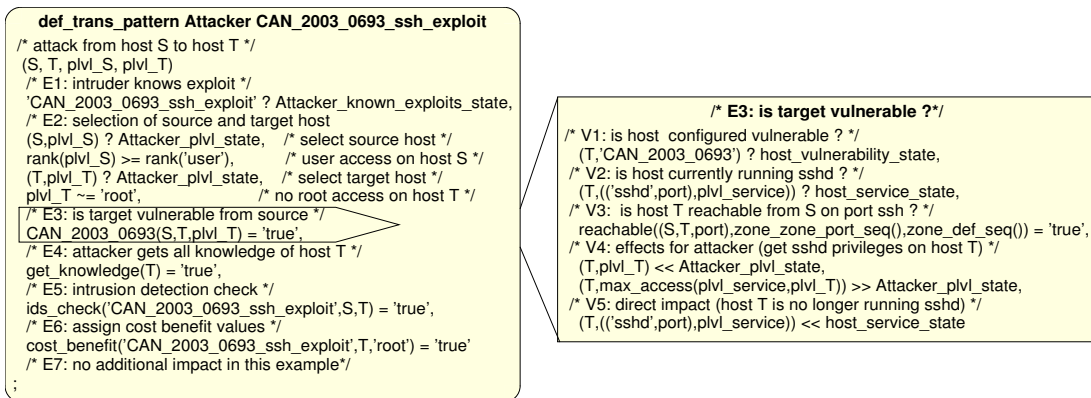 def_trans_pattern Attacker CAN_2003_0693_ssh_exploit
/* attack from host S to host T */
(S, T, plvl_S, plvl_T)
/* E1: intruder knows exploit */
'CAN_2003_0693_ssh_exploit' ? Attacker_known_exploits_state,
/* E2: selection of source and target host
(S,plvl_S) ? Attacker_plvl_state, /* select source host */
rank(plvl_S) >= rank('user'), /* user access on host S */
(T,plvl_T) ? Attacker_plvl_state, /* select target host */
plvl_T ~= 'root', /* no root access on host T */
/* E3: is target vulnerable from source */
CAN_2003_0693(S,T,plvl_T) = 'true',
/* E4: attacker gets all knowledge of host T */
get_knowledge(T) = 'true',
/* E5: intrusion detection check */
ids_check('CAN_2003_0693_ssh_exploit',S,T) = 'true',
/* E6: assign cost benefit values */
cost_benefit('CAN_2003_0693_ssh_exploit',T,'root') = 'true'
/* E7: no additional impact in this example*/
;
/* E3: is target vulnerable ?*/
/* V1: is host configured vulnerable ? */
(T,'CAN_2003_0693') ? host_vulnerability_state,
/* V2: is host currently running sshd ? */
(T,(('sshd',port),plvl_service)) ? host_service_state,
/* V3: is host T reachable from S on port ssh ? */
reachable((S,T,port),zone_zone_port_seq(),zone_def_seq()) = 'true',
/* V4: effects for attacker (get sshd privileges on host T) */
(T,plvl_T) << Attacker_plvl_state,
(T,max_access(plvl_service,plvl_T)) >> Attacker_plvl_state,
/* V5: direct impact (host T is no longer running sshd) */
(T,(('sshd',port),plvl_service)) << host_service_state